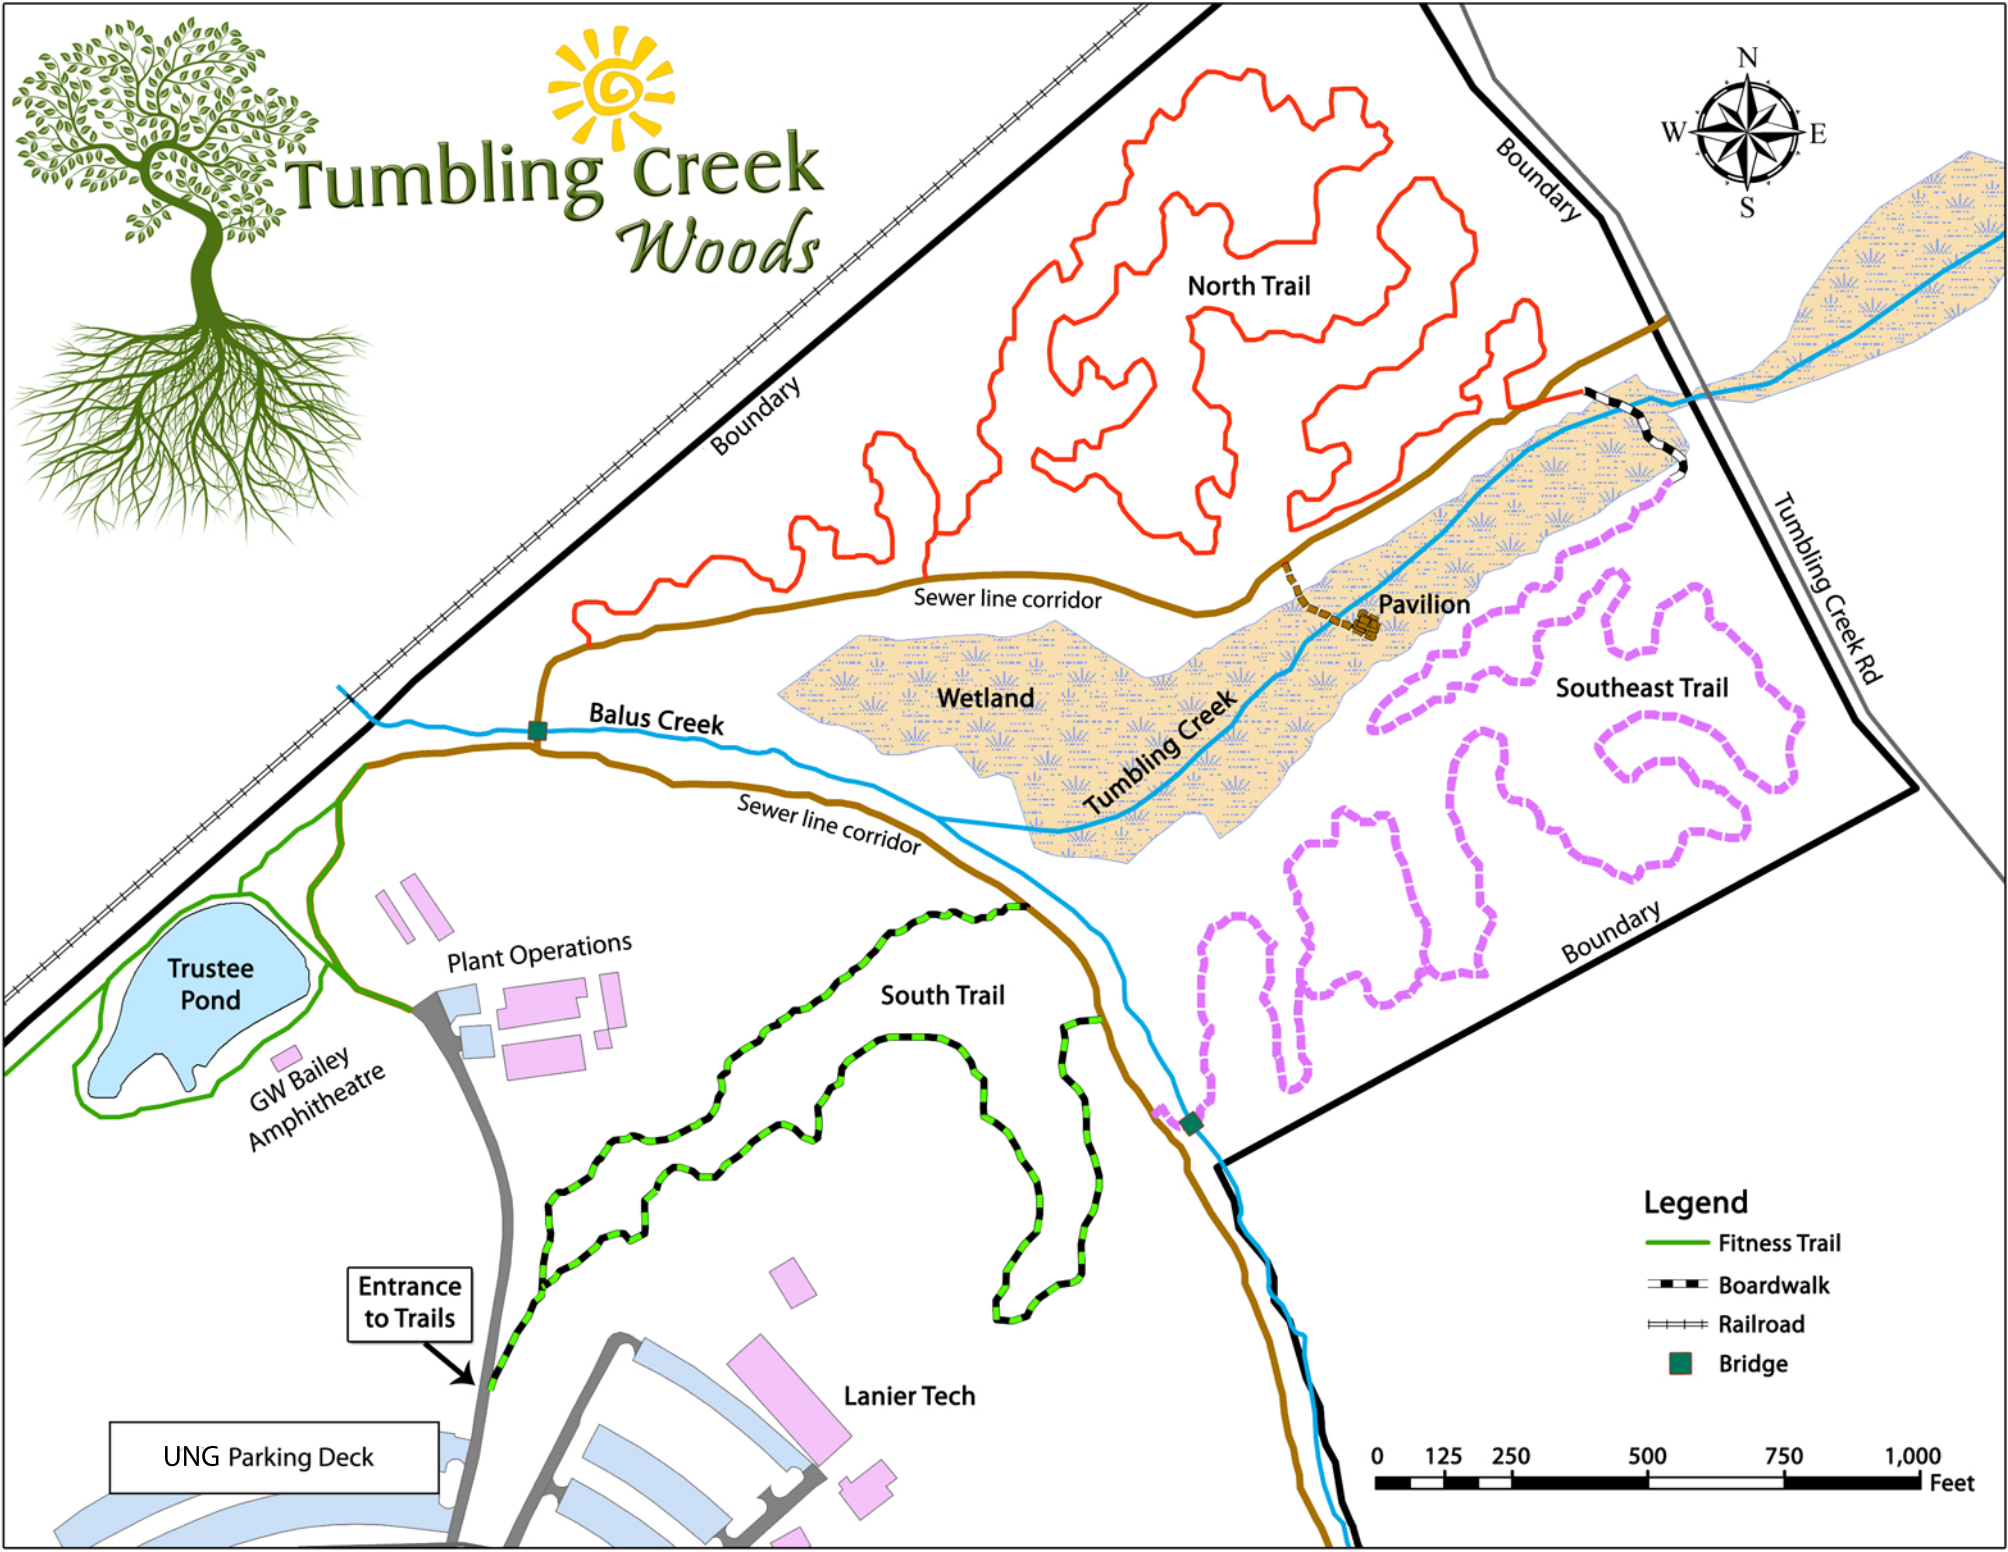 Tumbling Creek
Woods
N
W E
S
Boundary
North Trail
Boundary
Tumbling Creek Rd
Sewer line corridor
Pavilion
Southeast Trail
Wetland
Balus Creek
Tumbling Creek
Sewer line corridor
Boundary
Plant Operations
Trustee
Pond
South Trail
GW Bailey
Amphitheatre
Entrance
to Trails
Lanier Tech
UNG Parking Deck
Legend
Fitness Trail
Boardwalk
Railroad
Bridge
0 125 250 500 750 1,000
Feet